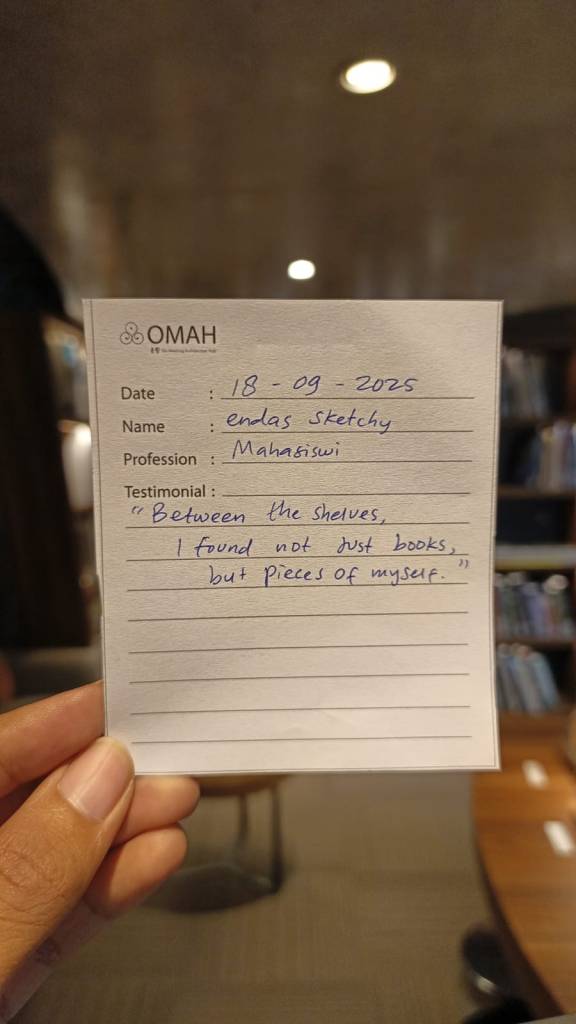 OMAH
Date : 18 - 09 - 2025
Name : endas sketchy
Profession : Mahasiswi
Testimonial :
"Between the shelves,
I found not just books,
but pieces of myself."